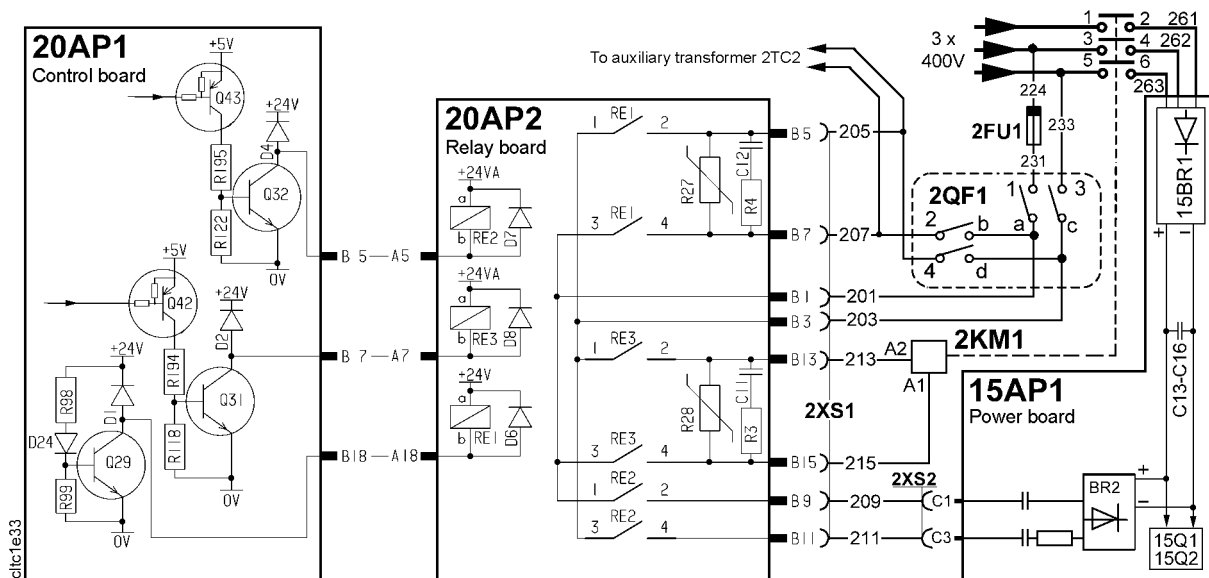 20AP1
Control board
+5V
Q43
+24V
D4
R195
Q32
R122
0V
+5V
Q42
+24V
D2
R194
Q31
R118
0V
+24V
R98
D1
D24
Q29
R99
0V
B 5 A5
B 7 A7
B18 A18
20AP2
Relay board
+24VA
a
b RE2
D7
+24VA
a
b RE3
D8
+24V
a
b RE1
D6
1 RE1 2
3 RE1 4
R27
C12
R4
1 RE3 2
3 RE3 4
R28
C11
R3
1 RE2 2
3 RE2 4
B5 205
B7 207
B1 201
B3 203
B13 213
B15 215
B9 209
B11 211
To auxiliary transformer 2TC2
3 x
400V
1 2 261
3 4 262
5 6 263
224
2FU1
233
231
2QF1
1 3
a c
2 b
4 d
2KM1
A2
A1
2XS1
2XS2
C1
C3
15AP1
Power board
15BR1
+ −
C13-C16
BR2
+
−
15Q1
15Q2
cltc1e33